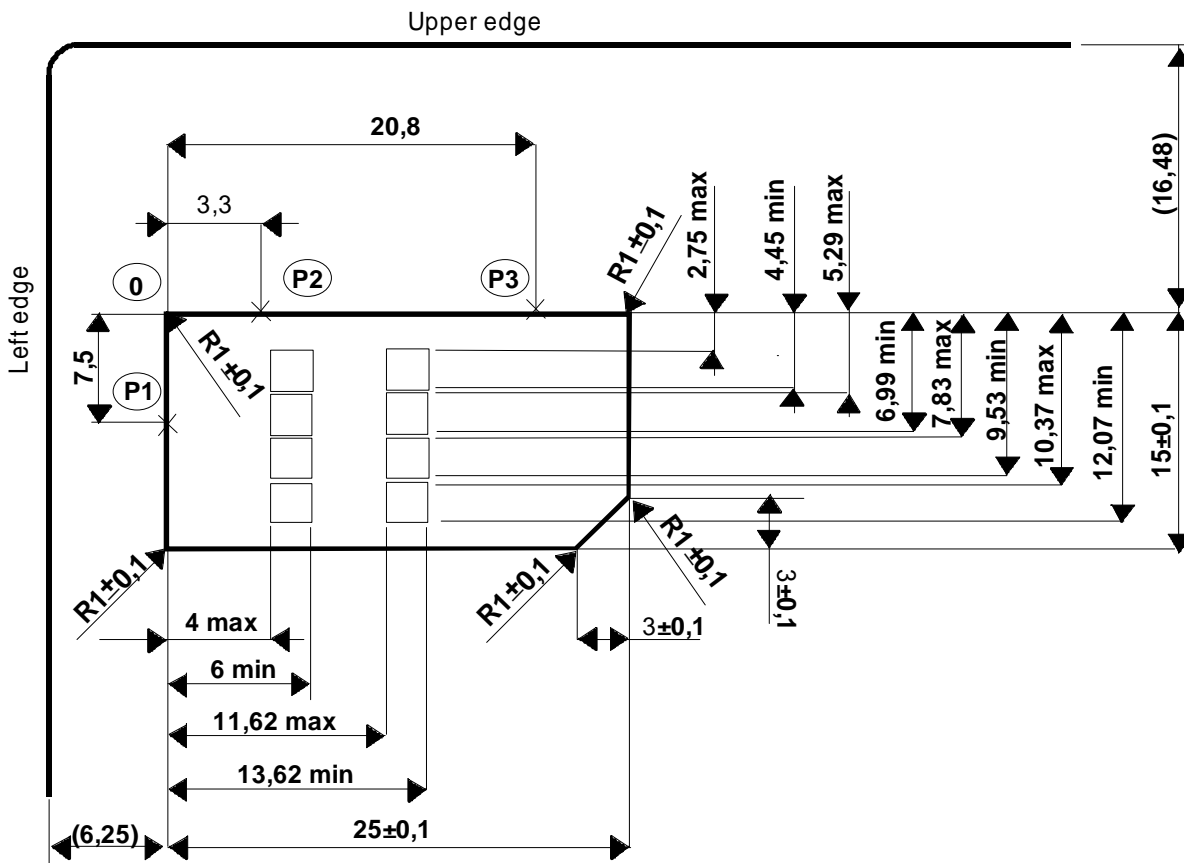 Upper edge
20,8
(16,48)
3,3
R1±0,1
2,75 max
4,45 min
5,29 max
Left edge
0
P2
P3
7,5
P1
R1±0,1
6,99 min
7,83 max
9,53 min
10,37 max
12,07 min
15±0,1
R1±0,1
R1±0,1
R1±0,1
3±0,1
4 max
3±0,1
6 min
11,62 max
13,62 min
(6,25)
25±0,1